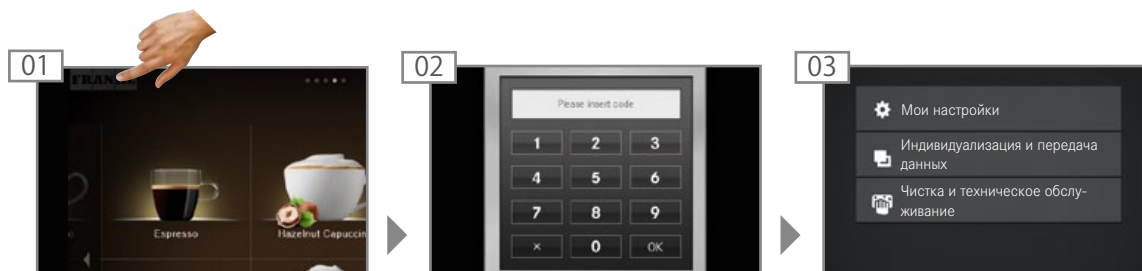 01
FRANKE
Espresso
Hazelnut Capuccin
02
Please insert code
1 2 3
4 5 6
7 8 9
× 0 OK
03
Мои настройки
Индивидуализация и передача
данных
Чистка и техническое обслу-
живание